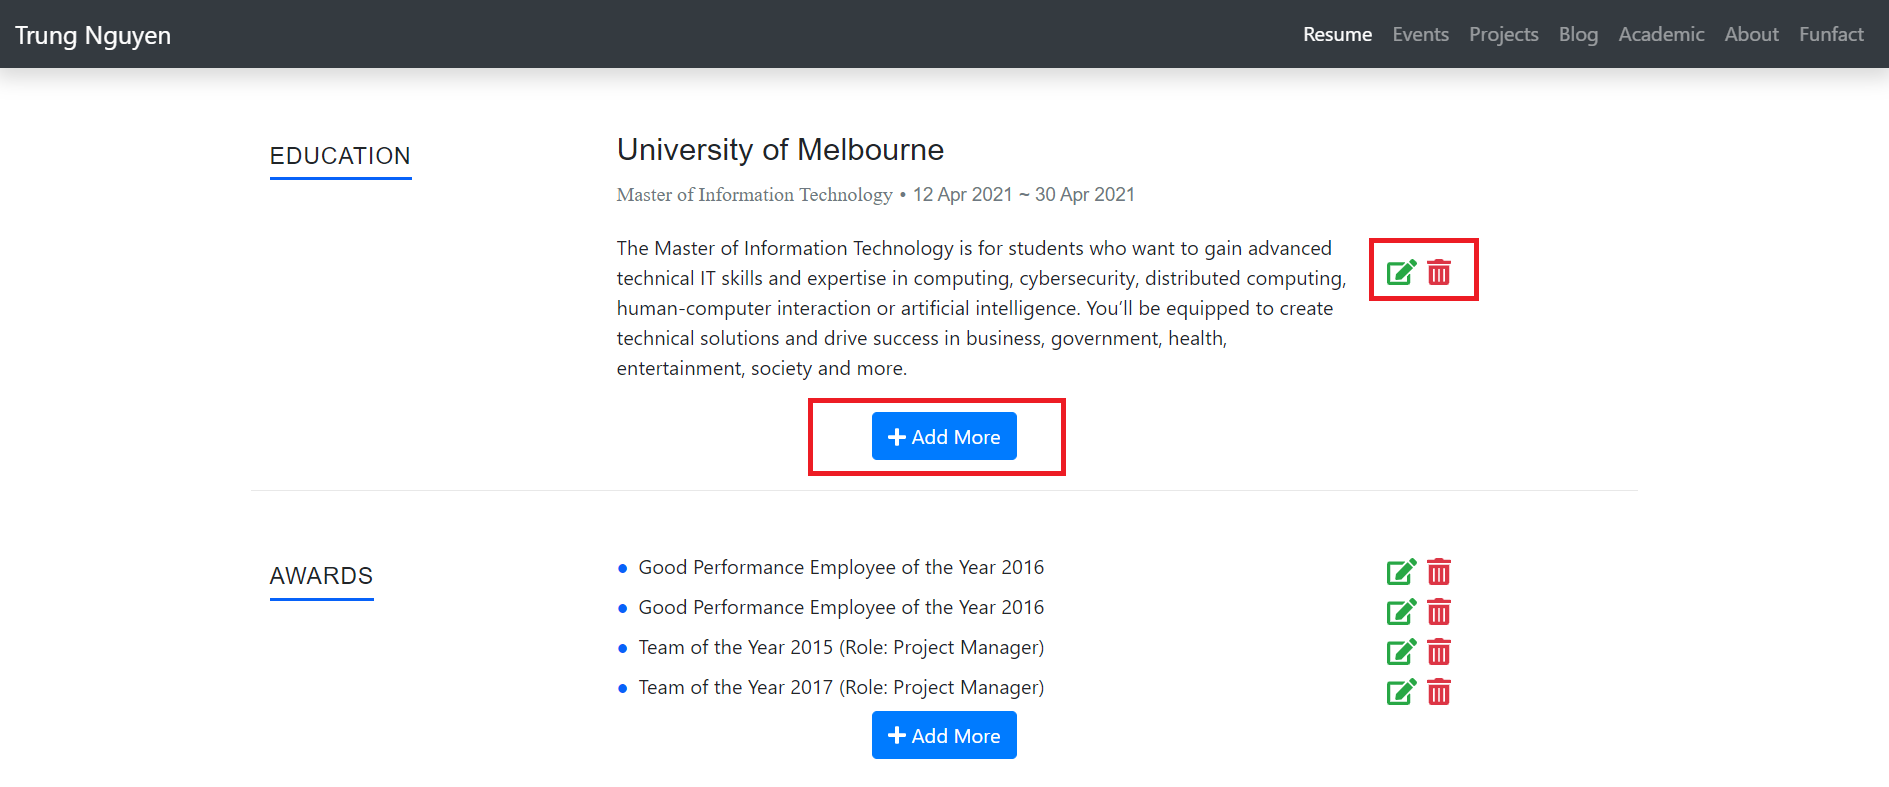 Trung Nguyen
Resume Events Projects Blog Academic About Funfact
EDUCATION
University of Melbourne
Master of Information Technology • 12 Apr 2021 ~ 30 Apr 2021
The Master of Information Technology is for students who want to gain advanced
technical IT skills and expertise in computing, cybersecurity, distributed computing,
human-computer interaction or artificial intelligence. You’ll be equipped to create
technical solutions and drive success in business, government, health,
entertainment, society and more.
Add More
AWARDS
Good Performance Employee of the Year 2016
Good Performance Employee of the Year 2016
Team of the Year 2015 (Role: Project Manager)
Team of the Year 2017 (Role: Project Manager)
Add More